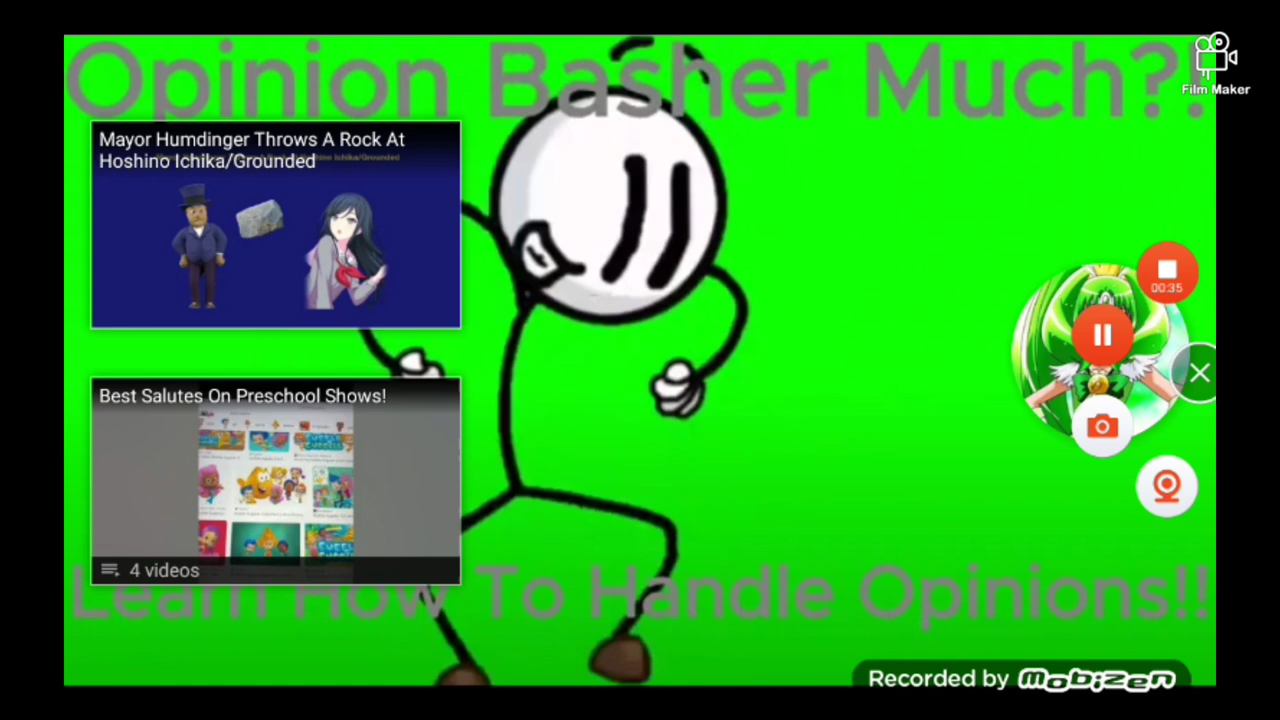 Opinion Basher Much?!
Film Maker
Mayor Humdinger Throws A Rock At
Hoshino Ichika/Grounded
00:35
Best Salutes On Preschool Shows!
4 videos
Learn How To Handle Opinions!!
Recorded by mobizen